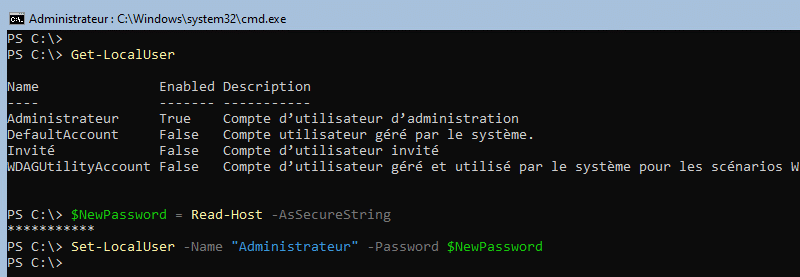 Administrateur : C:\Windows\system32\cmd.exe
PS C:\>
PS C:\> Get-LocalUser
Name Enabled Description
---- ------- -----------
Administrateur True Compte d’utilisateur d’administration
DefaultAccount False Compte utilisateur géré par le système.
Invité False Compte d’utilisateur invité
WDAGUtilityAccount False Compte d’utilisateur géré et utilisé par le système pour les scénarios W
PS C:\> $NewPassword = Read-Host -AsSecureString
***********
PS C:\> Set-LocalUser -Name "Administrateur" -Password $NewPassword
PS C:\>